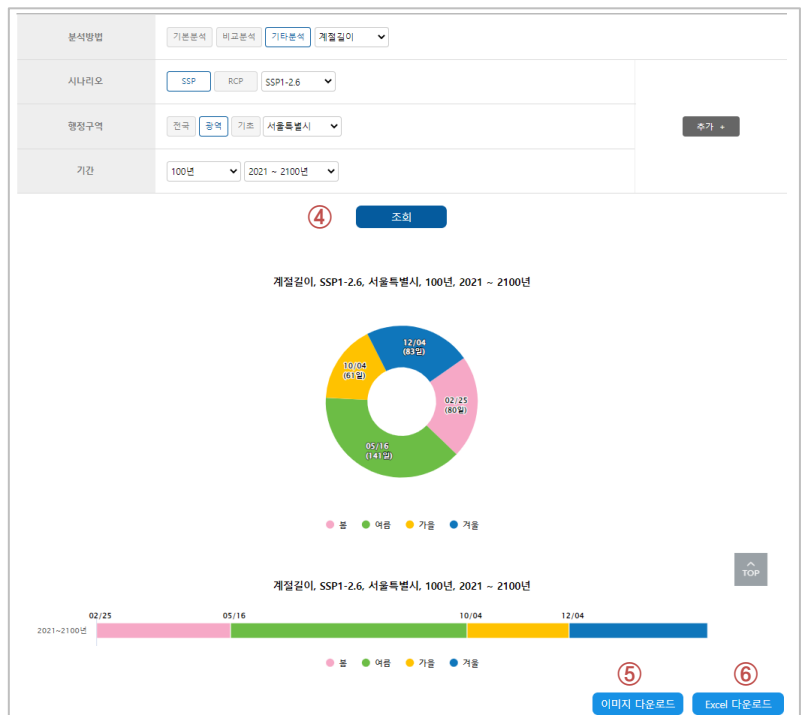 분석방법 기본분석 비교분석 기타분석 계절길이
시나리오 SSP RCP SSP1-2.6
행정구역 전국 광역 기초 서울특별시 추가 +
기간 100년 2021 ~ 2100년
④ 조회
계절길이, SSP1-2.6, 서울특별시, 100년, 2021 ~ 2100년
12/04
(83일)
10/04
(61일)
02/25
(80일)
05/16
(141일)
봄 여름 가을 겨울
TOP
계절길이, SSP1-2.6, 서울특별시, 100년, 2021 ~ 2100년
02/25 05/16 10/04 12/04
2021~2100년
봄 여름 가을 겨울
⑤ ⑥
이미지 다운로드 Excel 다운로드